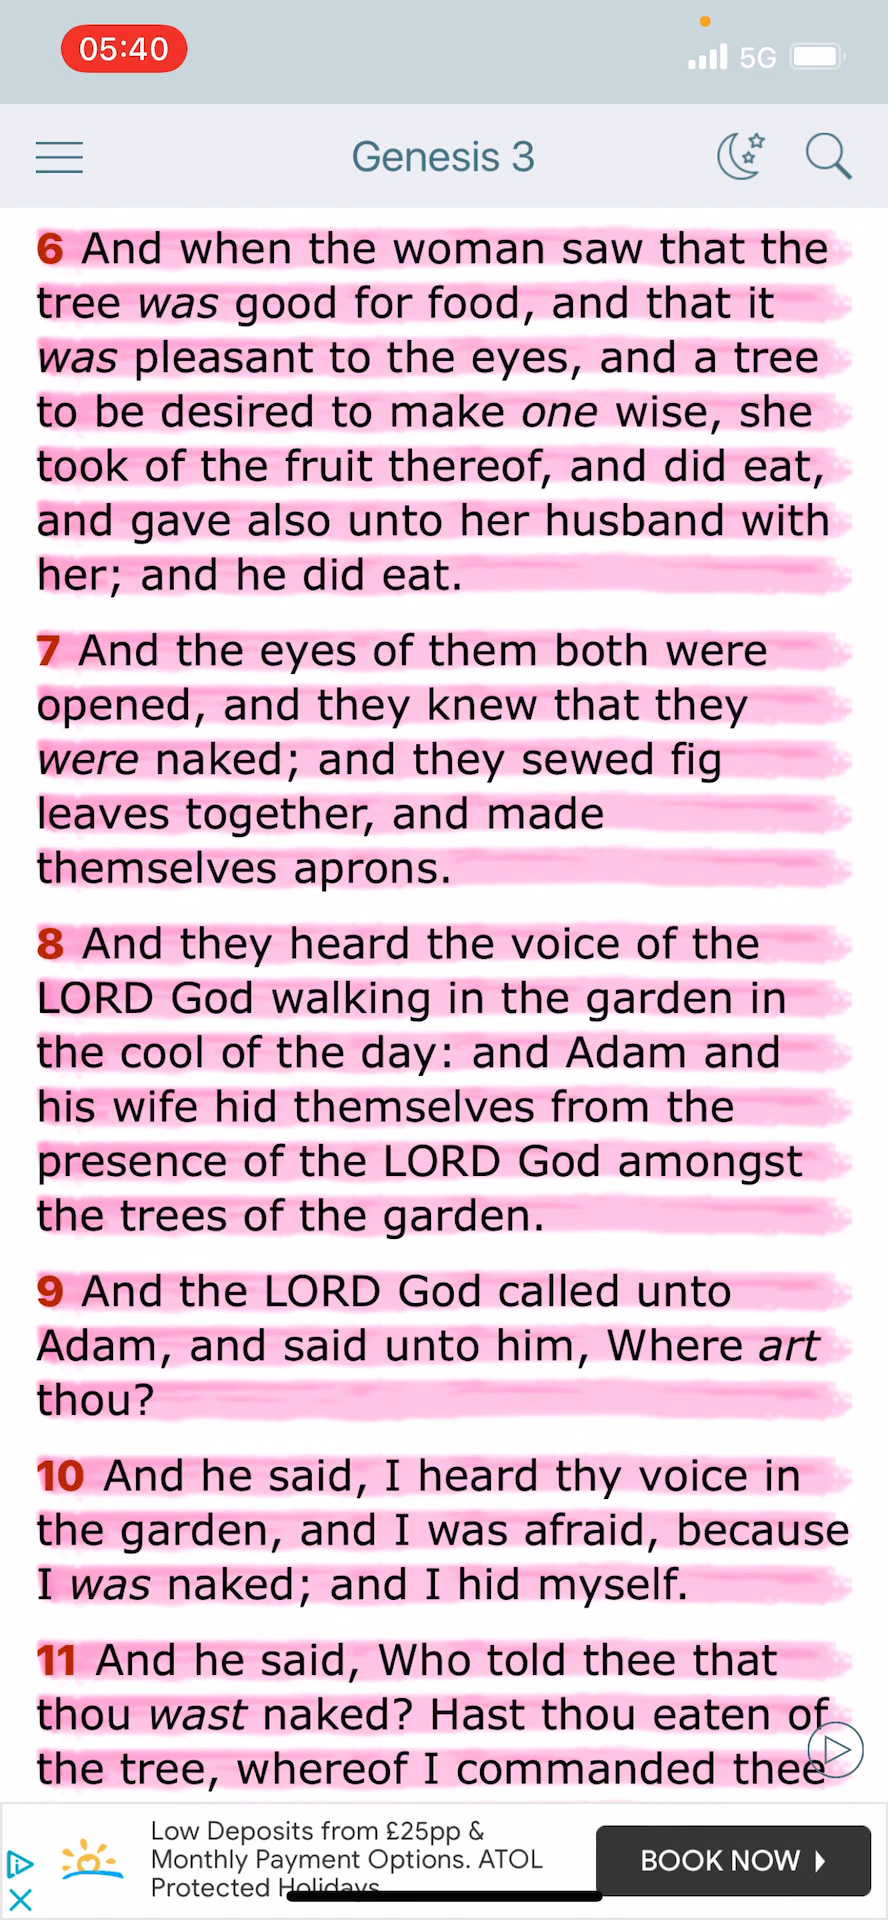 05:40
5G
Genesis 3
6 And when the woman saw that the
tree was good for food, and that it
was pleasant to the eyes, and a tree
to be desired to make one wise, she
took of the fruit thereof, and did eat,
and gave also unto her husband with
her; and he did eat.
7 And the eyes of them both were
opened, and they knew that they
were naked; and they sewed fig
leaves together, and made
themselves aprons.
8 And they heard the voice of the
LORD God walking in the garden in
the cool of the day: and Adam and
his wife hid themselves from the
presence of the LORD God amongst
the trees of the garden.
9 And the LORD God called unto
Adam, and said unto him, Where art
thou?
10 And he said, I heard thy voice in
the garden, and I was afraid, because
I was naked; and I hid myself.
11 And he said, Who told thee that
thou wast naked? Hast thou eaten of
the tree, whereof I commanded thee
Low Deposits from £25pp &
Monthly Payment Options. ATOL
Protected Holidays
BOOK NOW